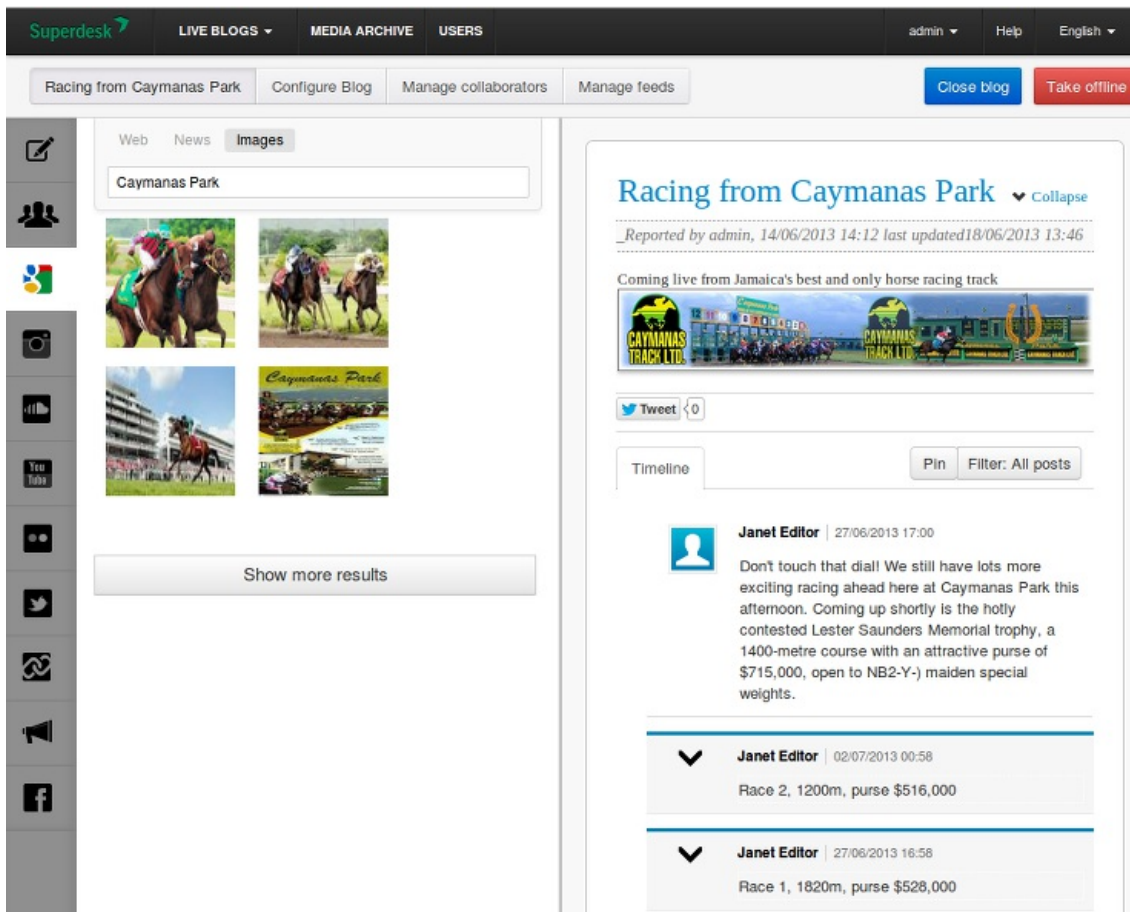 Superdesk
LIVE BLOGS
MEDIA ARCHIVE
USERS
admin
Help
English
Racing from Caymanas Park
Configure Blog
Manage collaborators
Manage feeds
Close blog
Take offline
Web
News
Images
Caymanas Park
Caymanas Park
Show more results
You
Tube
Racing from Caymanas Park
Collapse
_Reported by admin, 14/06/2013 14:12 last updated18/06/2013 13:46
Coming live from Jamaica's best and only horse racing track
CAYMANAS
TRACK LTD.
CAYMANAS
TRACK LTD.
Tweet
0
Timeline
Pin
Filter: All posts
Janet Editor
27/06/2013 17:00
Don't touch that dial! We still have lots more
exciting racing ahead here at Caymanas Park this
afternoon. Coming up shortly is the hotly
contested Lester Saunders Memorial trophy, a
1400-metre course with an attractive purse of
$715,000, open to NB2-Y-) maiden special
weights.
Janet Editor
02/07/2013 00:58
Race 2, 1200m, purse $516,000
Janet Editor
27/06/2013 16:58
Race 1, 1820m, purse $528,000